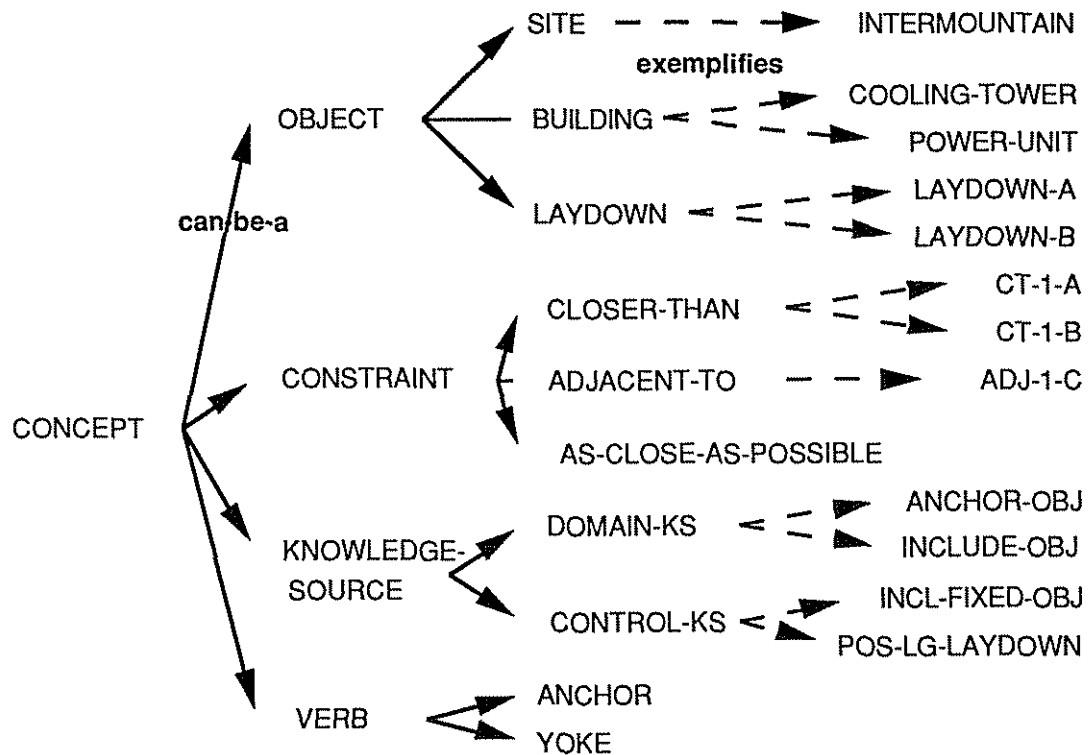 SITE
INTERMOUNTAIN
exemplifies
COOLING-TOWER
OBJECT
BUILDING
POWER-UNIT
LAYDOWN-A
can-be-a
LAYDOWN
LAYDOWN-B
CT-1-A
CLOSER-THAN
CT-1-B
CONSTRAINT
ADJACENT-TO
ADJ-1-C
CONCEPT
AS-CLOSE-AS-POSSIBLE
ANCHOR-OBJ
DOMAIN-KS
KNOWLEDGE-
SOURCE
INCLUDE-OBJ
INCL-FIXED-OBJ
CONTROL-KS
POS-LG-LAYDOWN
ANCHOR
VERB
YOKE